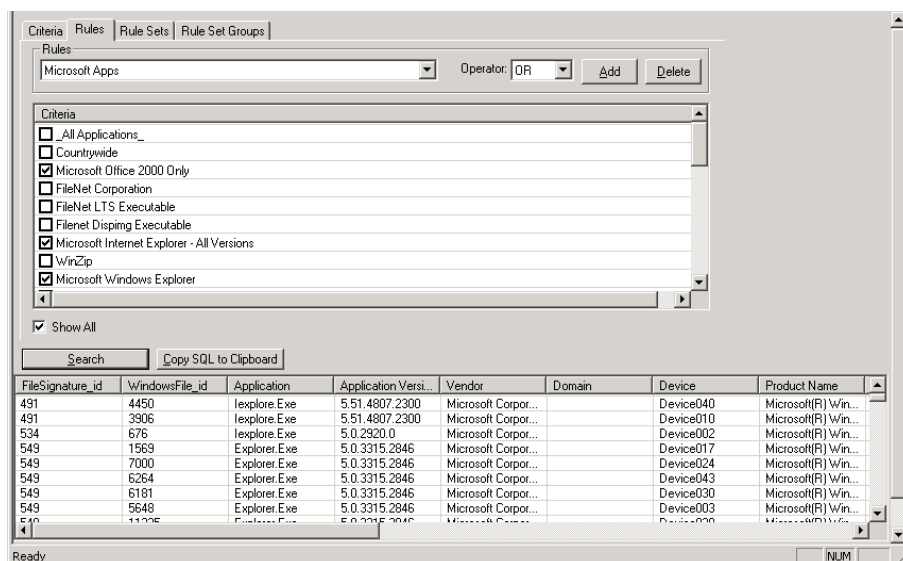 Criteria Rules Rule Sets Rule Set Groups
Rules
Microsoft Apps Operator: OR Add Delete
Criteria
_All Applications_
Countrywide
Microsoft Office 2000 Only
FileNet Corporation
FileNet LTS Executable
Filenet Dispimg Executable
Microsoft Internet Explorer - All Versions
WinZip
Microsoft Windows Explorer
Show All
Search Copy SQL to Clipboard
FileSignature_id WindowsFile_id Application Application Versi... Vendor Domain Device Product Name
491 4450 Iexplore.Exe 5.51.4807.2300 Microsoft Corpor... Device040 Microsoft(R) Win...
491 3906 Iexplore.Exe 5.51.4807.2300 Microsoft Corpor... Device010 Microsoft(R) Win...
534 676 Iexplore.Exe 5.0.2920.0 Microsoft Corpor... Device002 Microsoft(R) Win...
549 1569 Explorer.Exe 5.0.3315.2846 Microsoft Corpor... Device017 Microsoft(R) Win...
549 7000 Explorer.Exe 5.0.3315.2846 Microsoft Corpor... Device024 Microsoft(R) Win...
549 6264 Explorer.Exe 5.0.3315.2846 Microsoft Corpor... Device043 Microsoft(R) Win...
549 6181 Explorer.Exe 5.0.3315.2846 Microsoft Corpor... Device030 Microsoft(R) Win...
549 5648 Explorer.Exe 5.0.3315.2846 Microsoft Corpor... Device003 Microsoft(R) Win...
Ready NUM